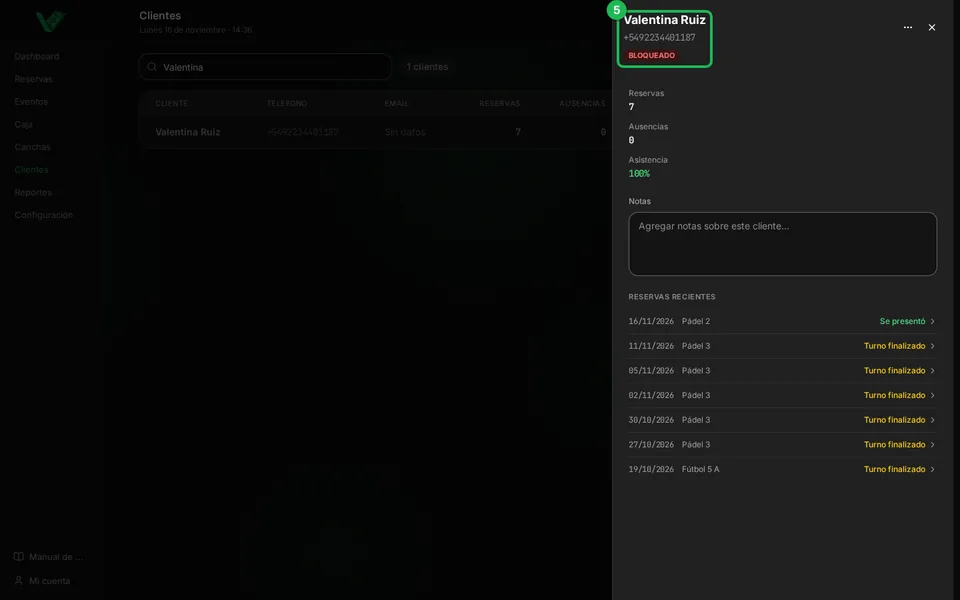 Clientes
Lunes 16 de noviembre · 14:36
Dashboard
Reservas
Eventos
Caja
Canchas
Clientes
Reportes
Configuración
Manual de ...
Mi cuenta
Valentina
1 clientes
CLIENTE TELÉFONO EMAIL RESERVAS AUSENCIAS
Valentina Ruiz +5492234401187 Sin datos 7 0
5
Valentina Ruiz
+5492234401187
BLOQUEADO
Reservas
7
Ausencias
0
Asistencia
100%
Notas
Agregar notas sobre este cliente...
RESERVAS RECIENTES
16/11/2026 Pádel 2 Se presentó
11/11/2026 Pádel 3 Turno finalizado
05/11/2026 Pádel 3 Turno finalizado
02/11/2026 Pádel 3 Turno finalizado
30/10/2026 Pádel 3 Turno finalizado
27/10/2026 Pádel 3 Turno finalizado
19/10/2026 Fútbol 5 A Turno finalizado